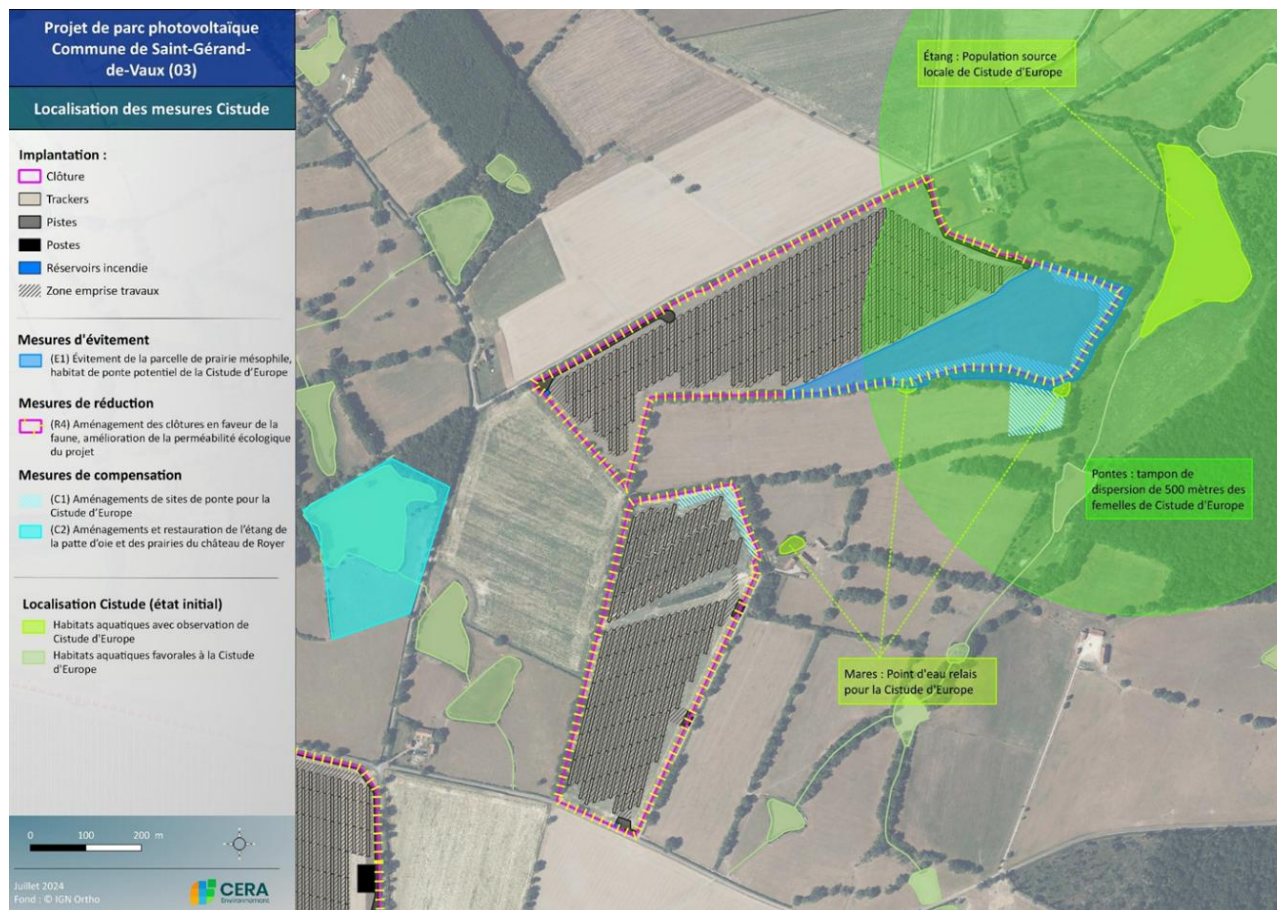 Projet de parc photovoltaïque
Commune de Saint-Gérand-
de-Vaux (03)
Localisation des mesures Cistude
Implantation :
Clôture
Trackers
Pistes
Postes
Réservoirs incendie
Zone emprise travaux
Mesures d'évitement
(E1) Évitement de la parcelle de prairie mésophile,
habitat de ponte potentiel de la Cistude d'Europe
Mesures de réduction
(R4) Aménagement des clôtures en faveur de la
faune, amélioration de la perméabilité écologique
du projet
Mesures de compensation
(C1) Aménagements de sites de ponte pour la
Cistude d'Europe
(C2) Aménagements et restauration de l'étang de
la patte d'oie et des prairies du château de Royer
Localisation Cistude (état initial)
Habitats aquatiques avec observation de
Cistude d'Europe
Habitats aquatiques favorales à la Cistude
d'Europe
0 100 200 m
Juillet 2024
Fond : © IGN Ortho
CERA
Environnement
Étang : Population source
locale de Cistude d'Europe
Pontes : tampon de
dispersion de 500 mètres des
femelles de Cistude d'Europe
Mares : Point d'eau relais
pour la Cistude d'Europe